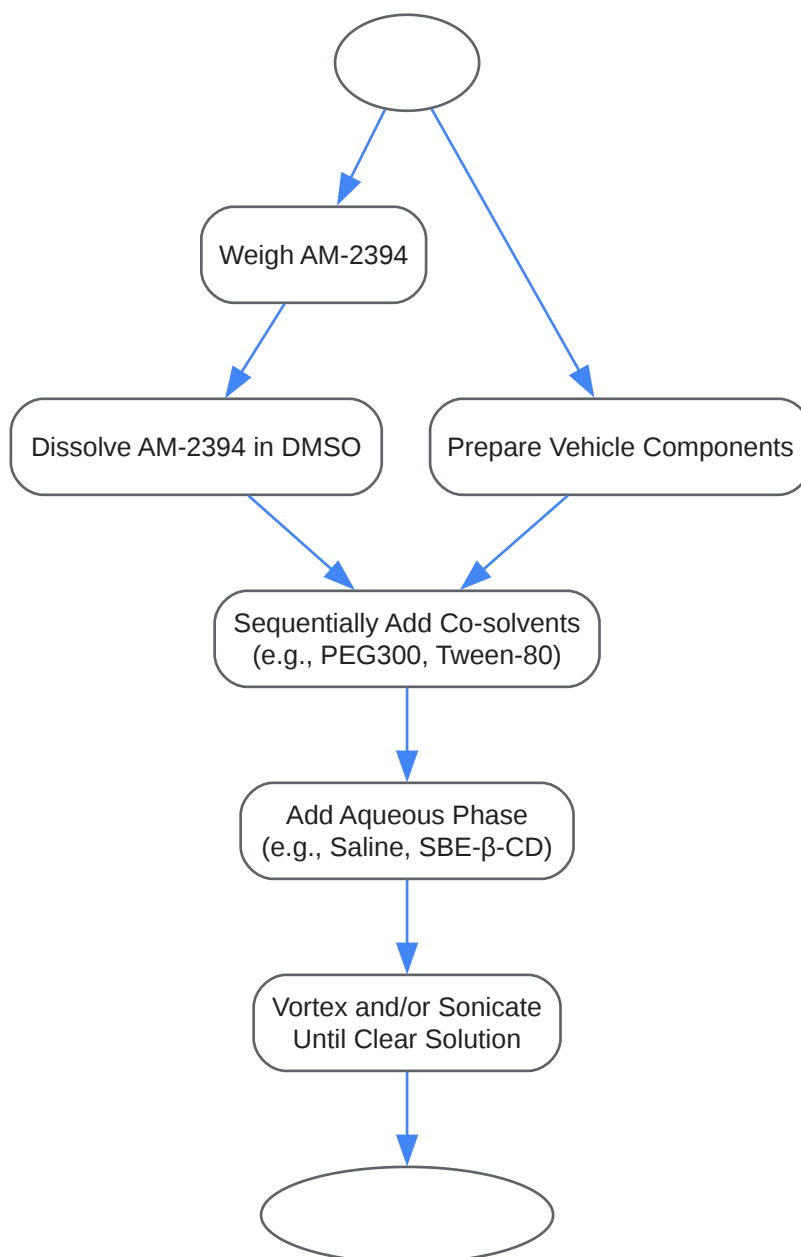 Weigh AM-2394
Dissolve AM-2394 in DMSO
Prepare Vehicle Components
Sequentially Add Co-solvents
(e.g., PEG300, Tween-80)
Add Aqueous Phase
(e.g., Saline, SBE-β-CD)
Vortex and/or Sonicate
Until Clear Solution